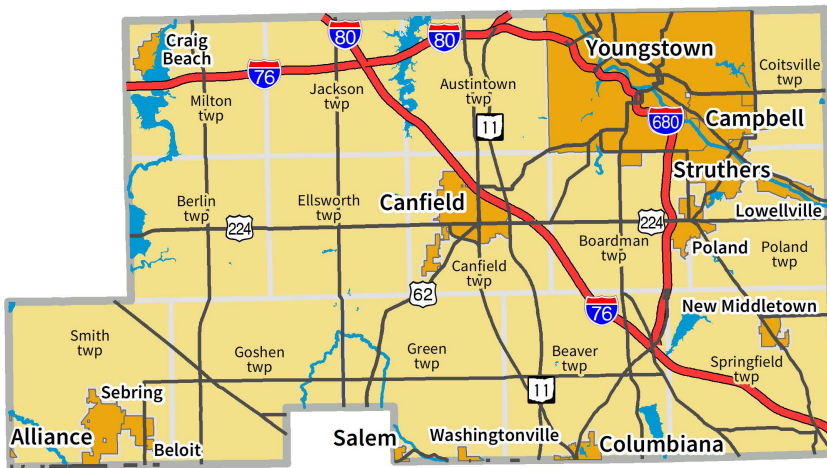 Craig
Beach
80
80
Youngstown
76
Coitsville
twp
Milton
twp
Jackson
twp
Austintown
twp
11
680
Campbell
Struthers
Berlin
twp
Ellsworth
twp
Canfield
224
224
Lowellville
Boardman
twp
Poland
Poland
twp
Canfield
twp
62
76
New Middletown
Smith
twp
Goshen
twp
Green
twp
Beaver
twp
Springfield
twp
Sebring
11
Alliance
Beloit
Salem
Washingtonville
Columbiana